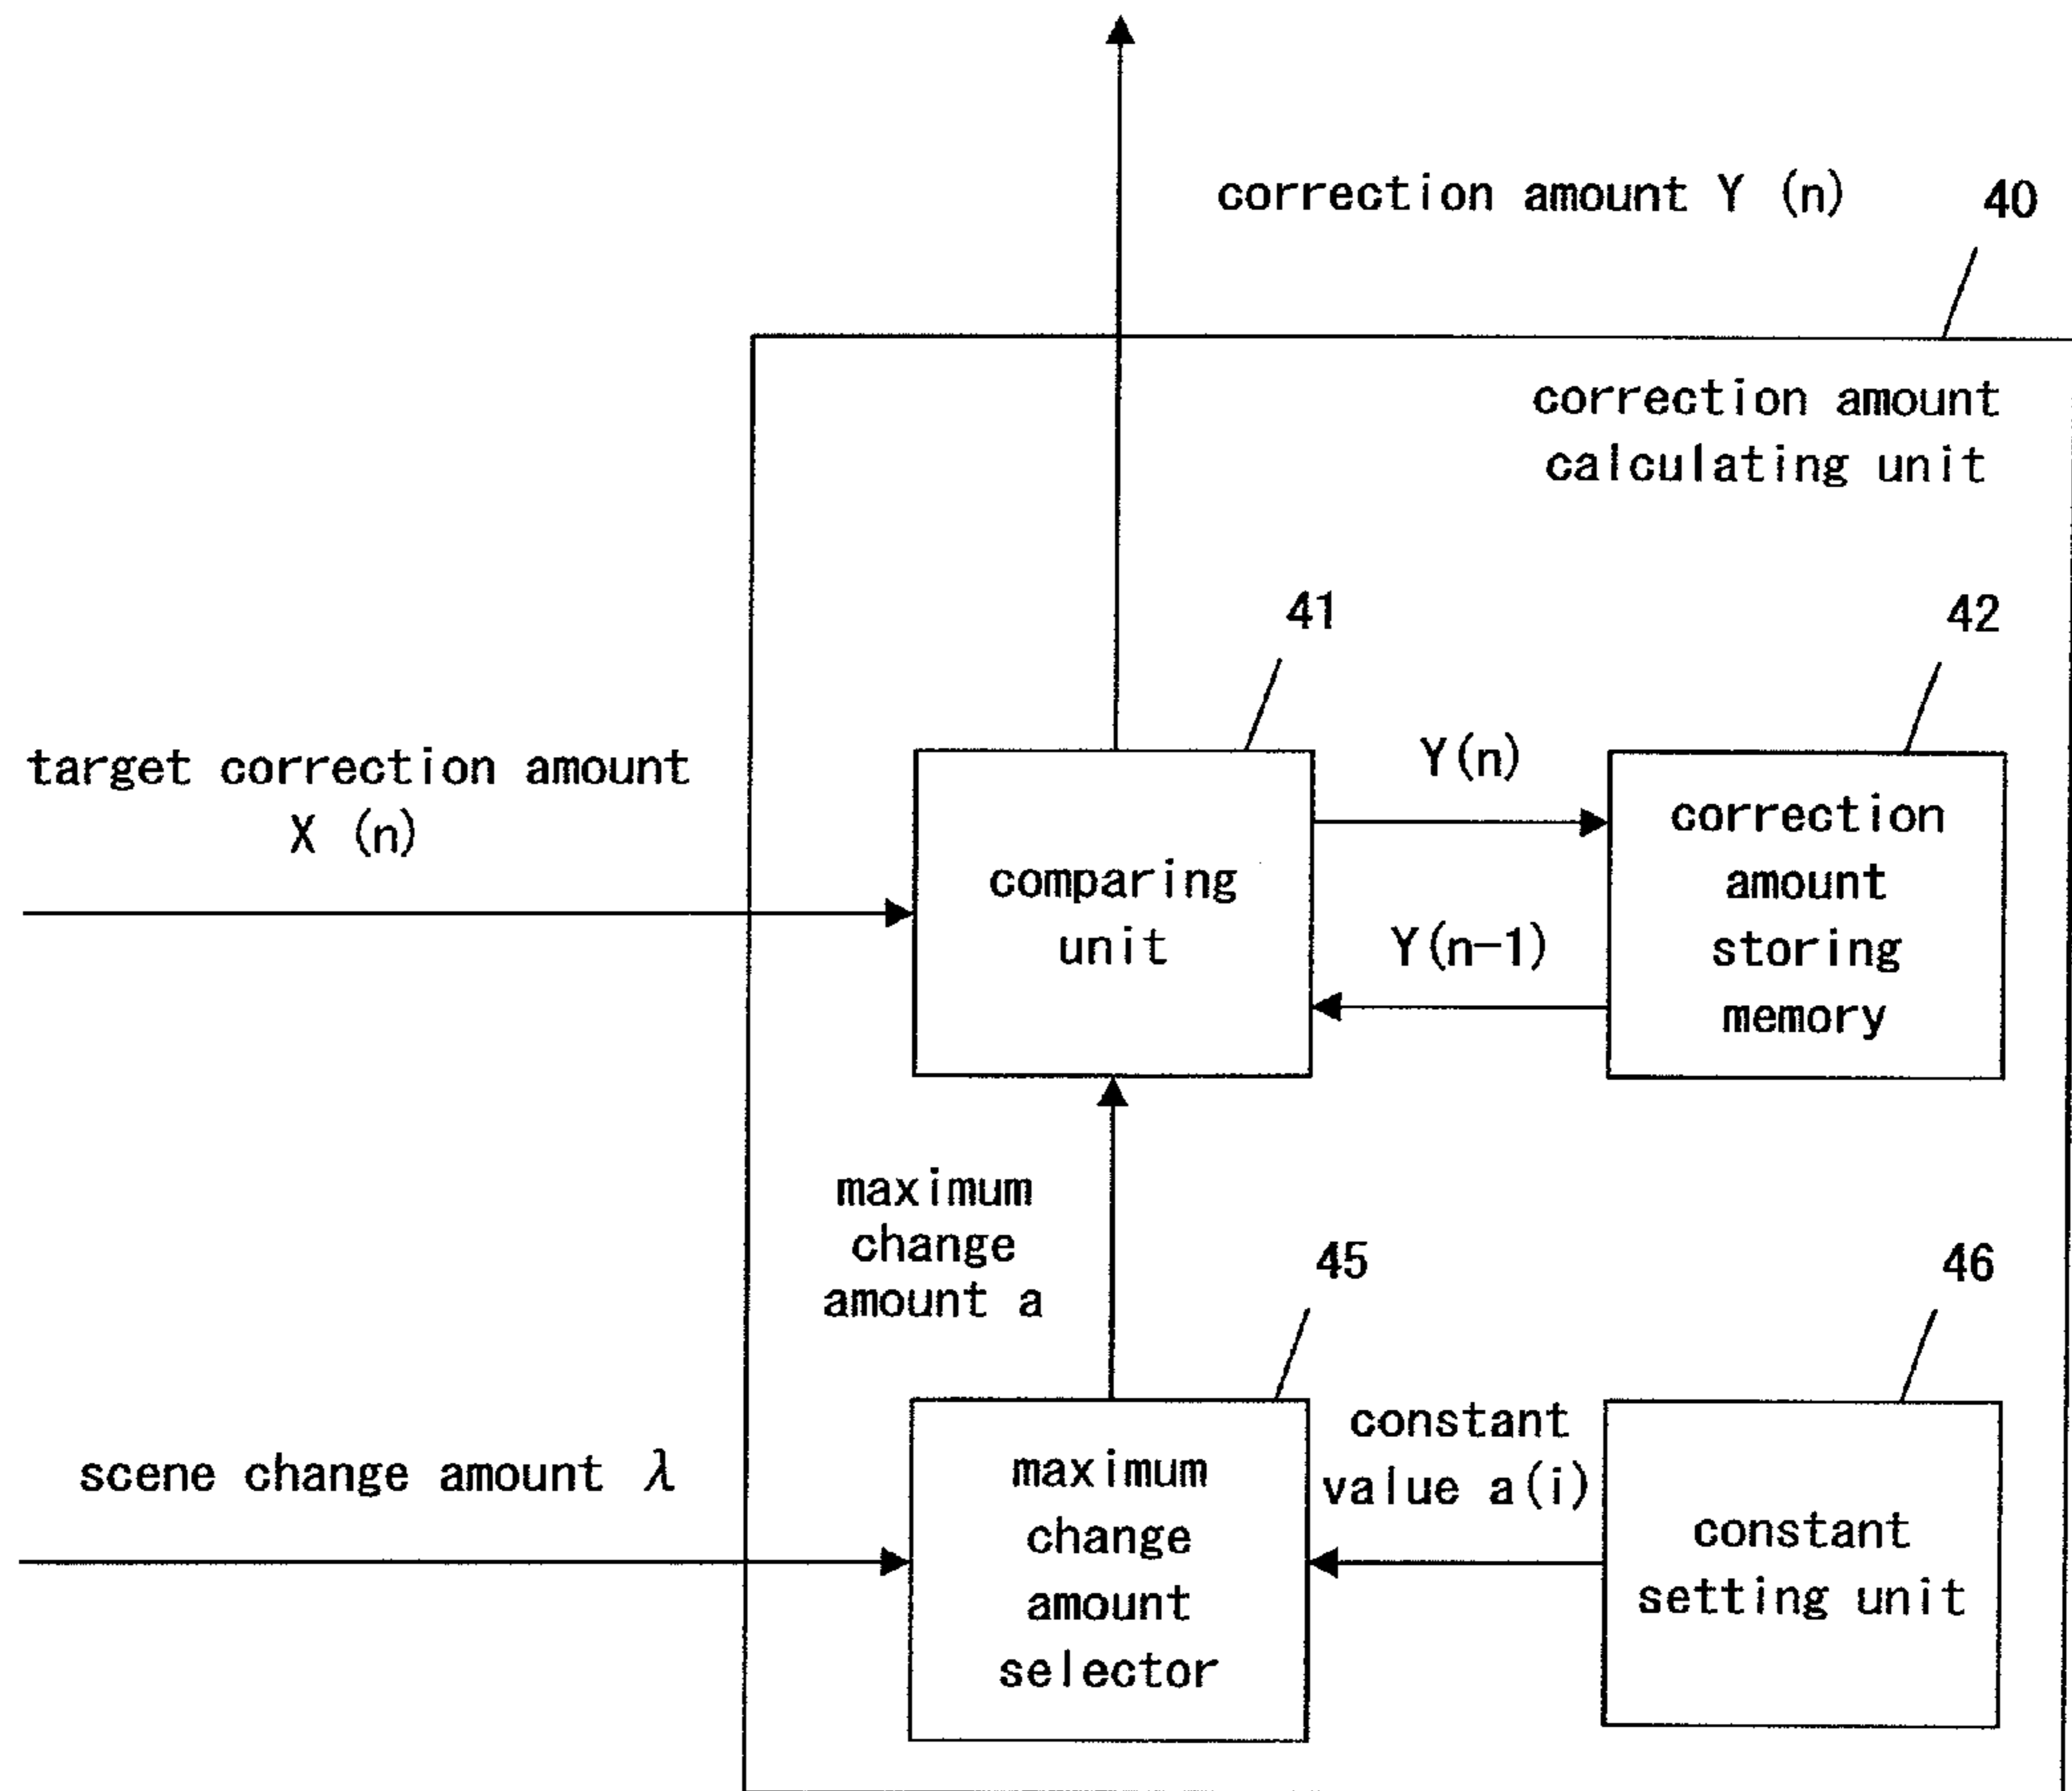 correction amount Y (n)
40
correction amount
calculating unit
41
42
target correction amount
X (n)
Y(n)
Y(n-1)
comparing
unit
correction
amount
storing
memory
maximum
change
amount a
45
46
scene change amount λ
maximum
change
amount
selector
constant
value a(i)
constant
setting unit